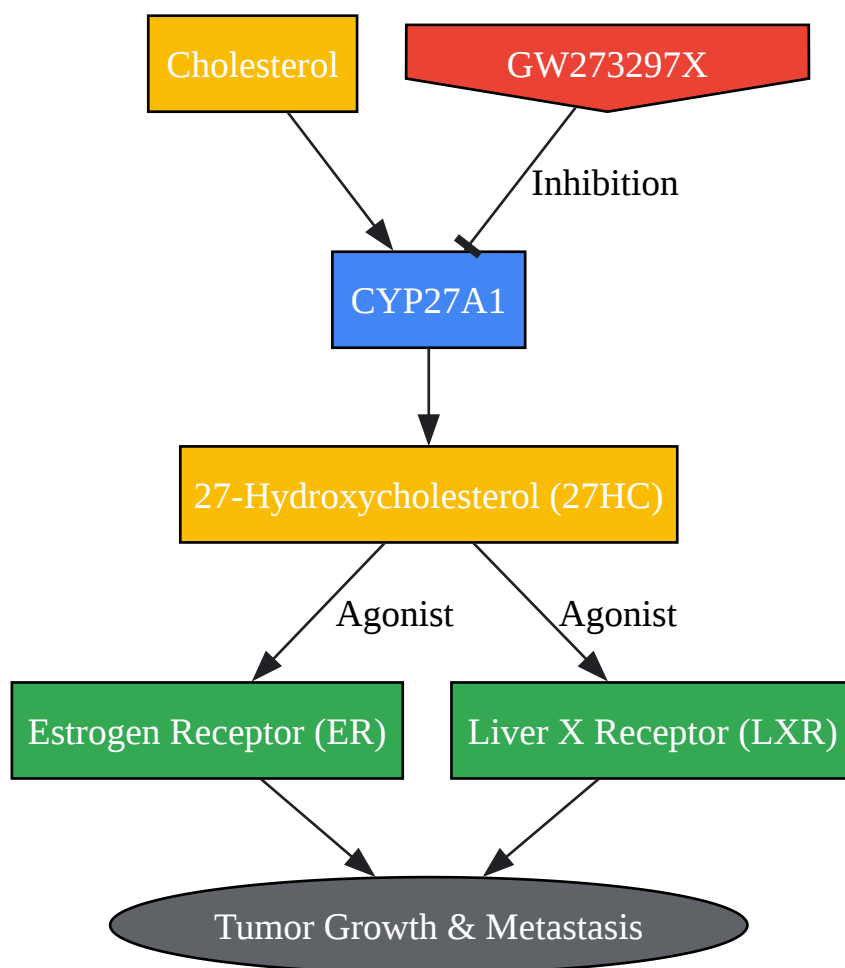 Cholesterol
GW273297X
Inhibition
CYP27A1
27-Hydroxycholesterol (27HC)
Agonist
Agonist
Estrogen Receptor (ER)
Liver X Receptor (LXR)
Tumor Growth & Metastasis